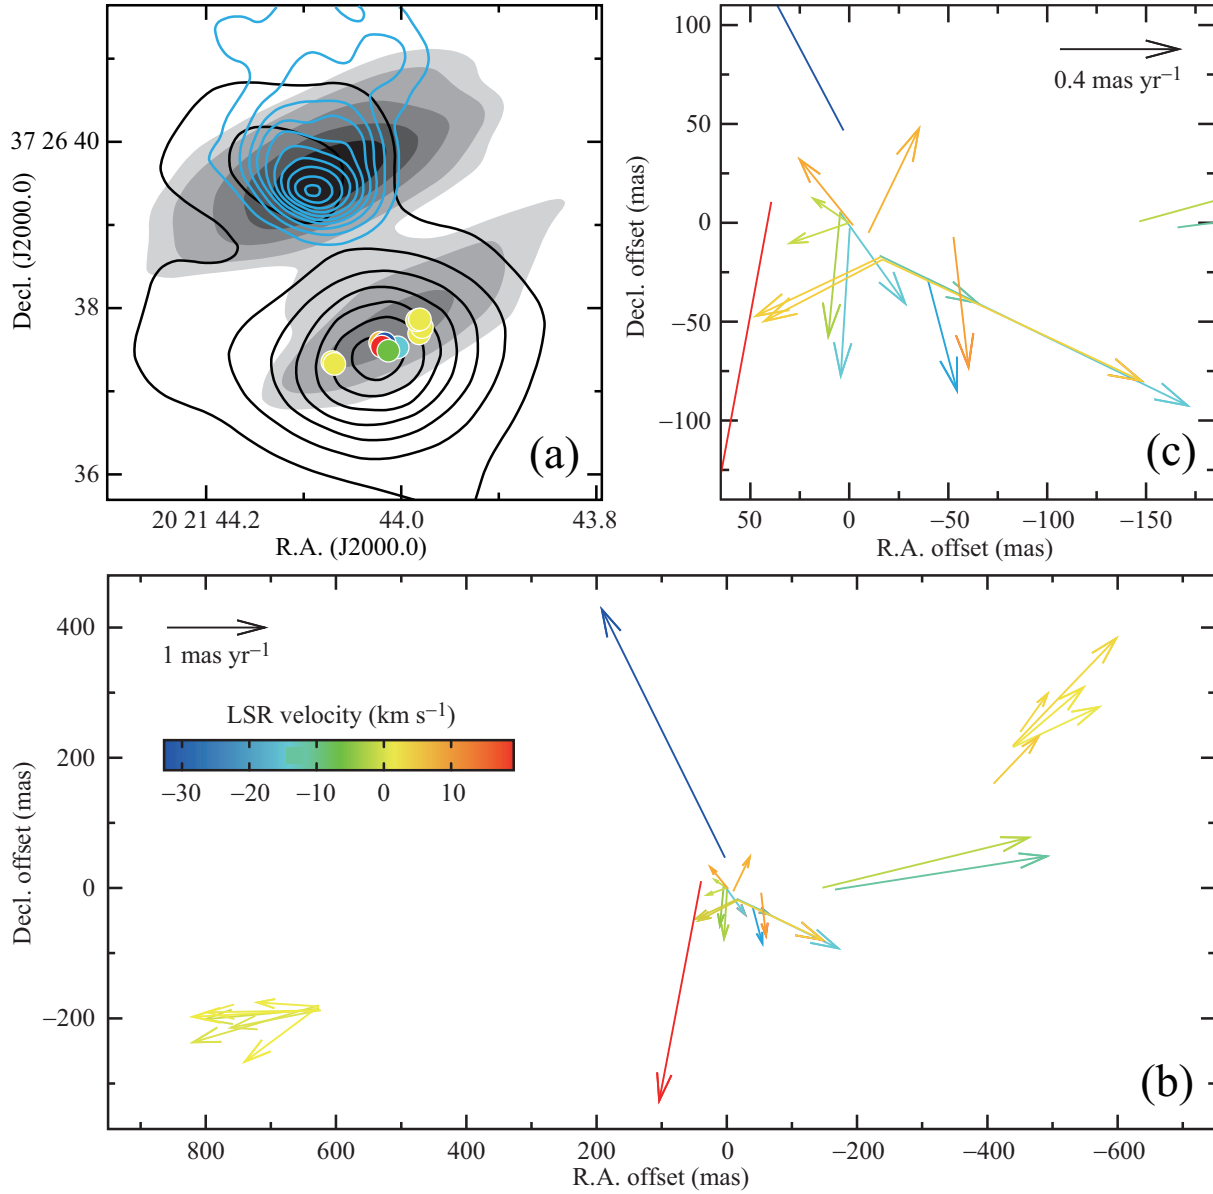 37 26 40
38
36
Decl. (J2000.0)
(a)
20 21 44.2
44.0
43.8
R.A. (J2000.0)
100
50
0
−50
−100
Decl. offset (mas)
0.4 mas yr−1
(c)
50
0
−50
−100
−150
R.A. offset (mas)
400
200
0
−200
Decl. offset (mas)
1 mas yr−1
LSR velocity (km s−1)
−30
−20
−10
0
10
(b)
800
600
400
200
0
−200
−400
−600
R.A. offset (mas)